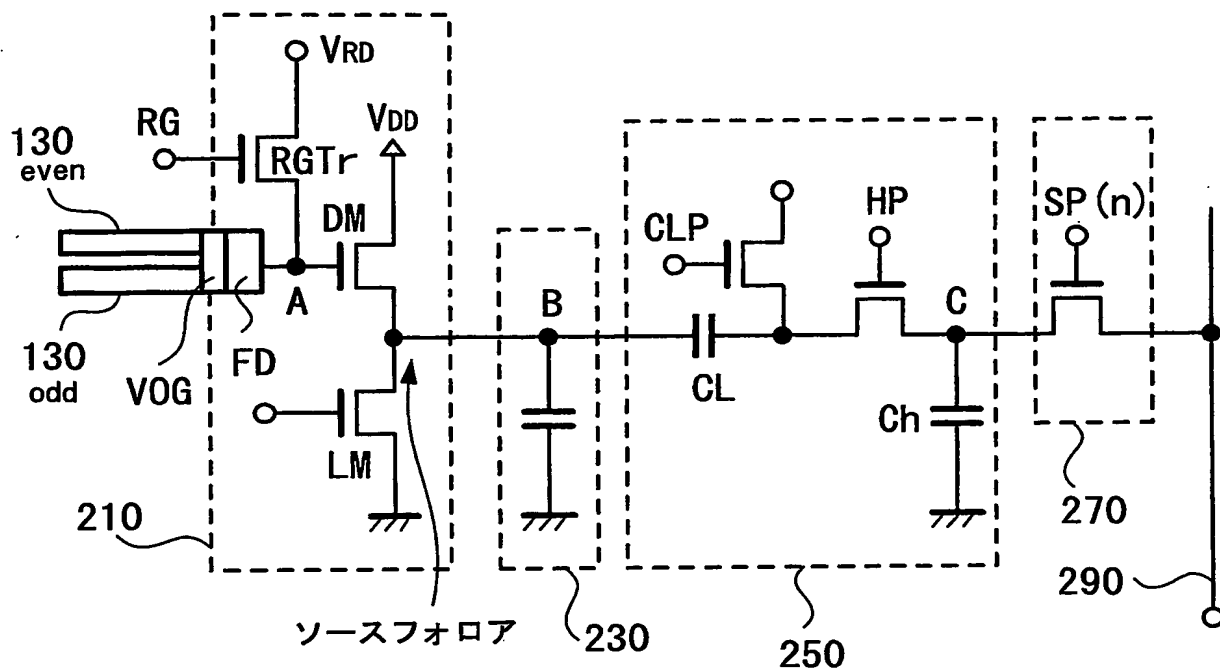 VRD
RG
VDD
130
even
RGTr
DM
A
130
odd
VOG
FD
LM
210
ソースフォロア
B
230
CLP
HP
CL
C
Ch
250
SP(n)
270
290